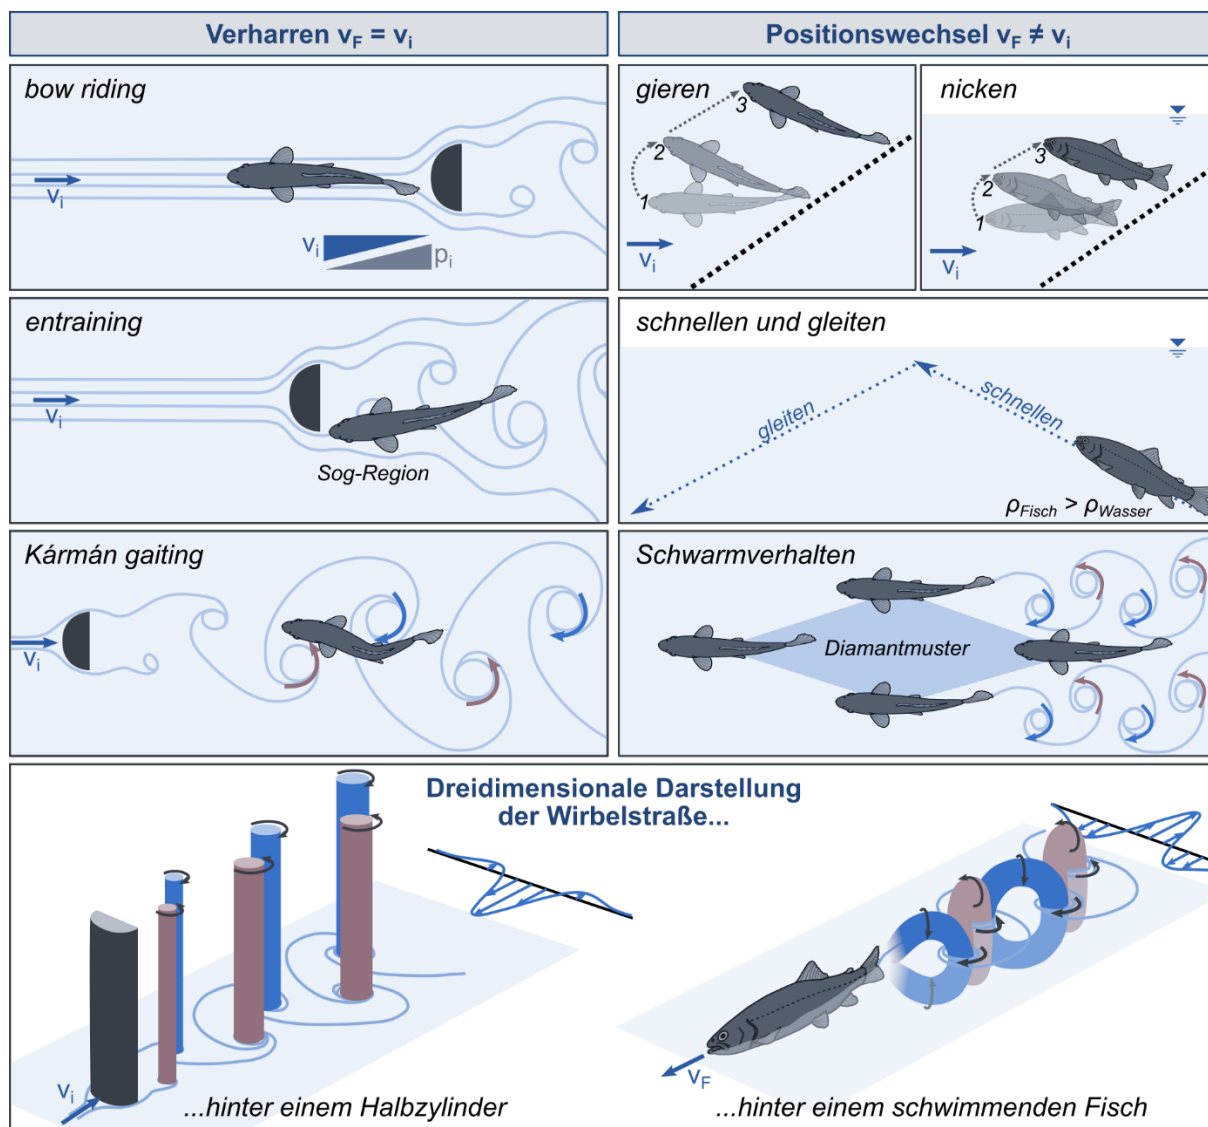 Verharren vF = vi
Positionswechsel vF ≠ vi
bow riding
vi
vi
pi
gieren
1
2
3
vi
nicken
1
2
3
vi
entraining
vi
Sog-Region
schnellen und gleiten
gleiten
schnellen
ρFisch > ρWasser
Kármán gaiting
vi
Schwarmverhalten
Diamantmuster
Dreidimensionale Darstellung
der Wirbelstraße...
vi
...hinter einem Halbzylinder
vF
...hinter einem schwimmenden Fisch